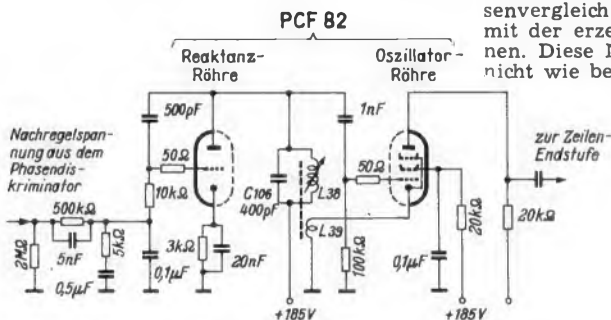 PCF 82
senvergleich
mit der erze
nen. Diese I
nicht wie be
Reaktanz-
Röhre
Oszillator-
Röhre
500pF
1nF
Nachregelspan-
nung aus dem
Phasendis-
kriminator
zur Zeilen-
Endstufe
50Ω
50Ω
10kΩ
C106
400pF
L38
L39
500kΩ
2MΩ
5nF
5kΩ
0,5µF
0,1µF
3kΩ
20nF
100kΩ
0,1µF
20kΩ
20kΩ
+185V
+185V